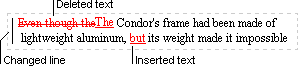 Deleted text
Even though theThe Condor's frame had been made of
lightweight aluminum, but its weight made it impossible
Changed line
Inserted text